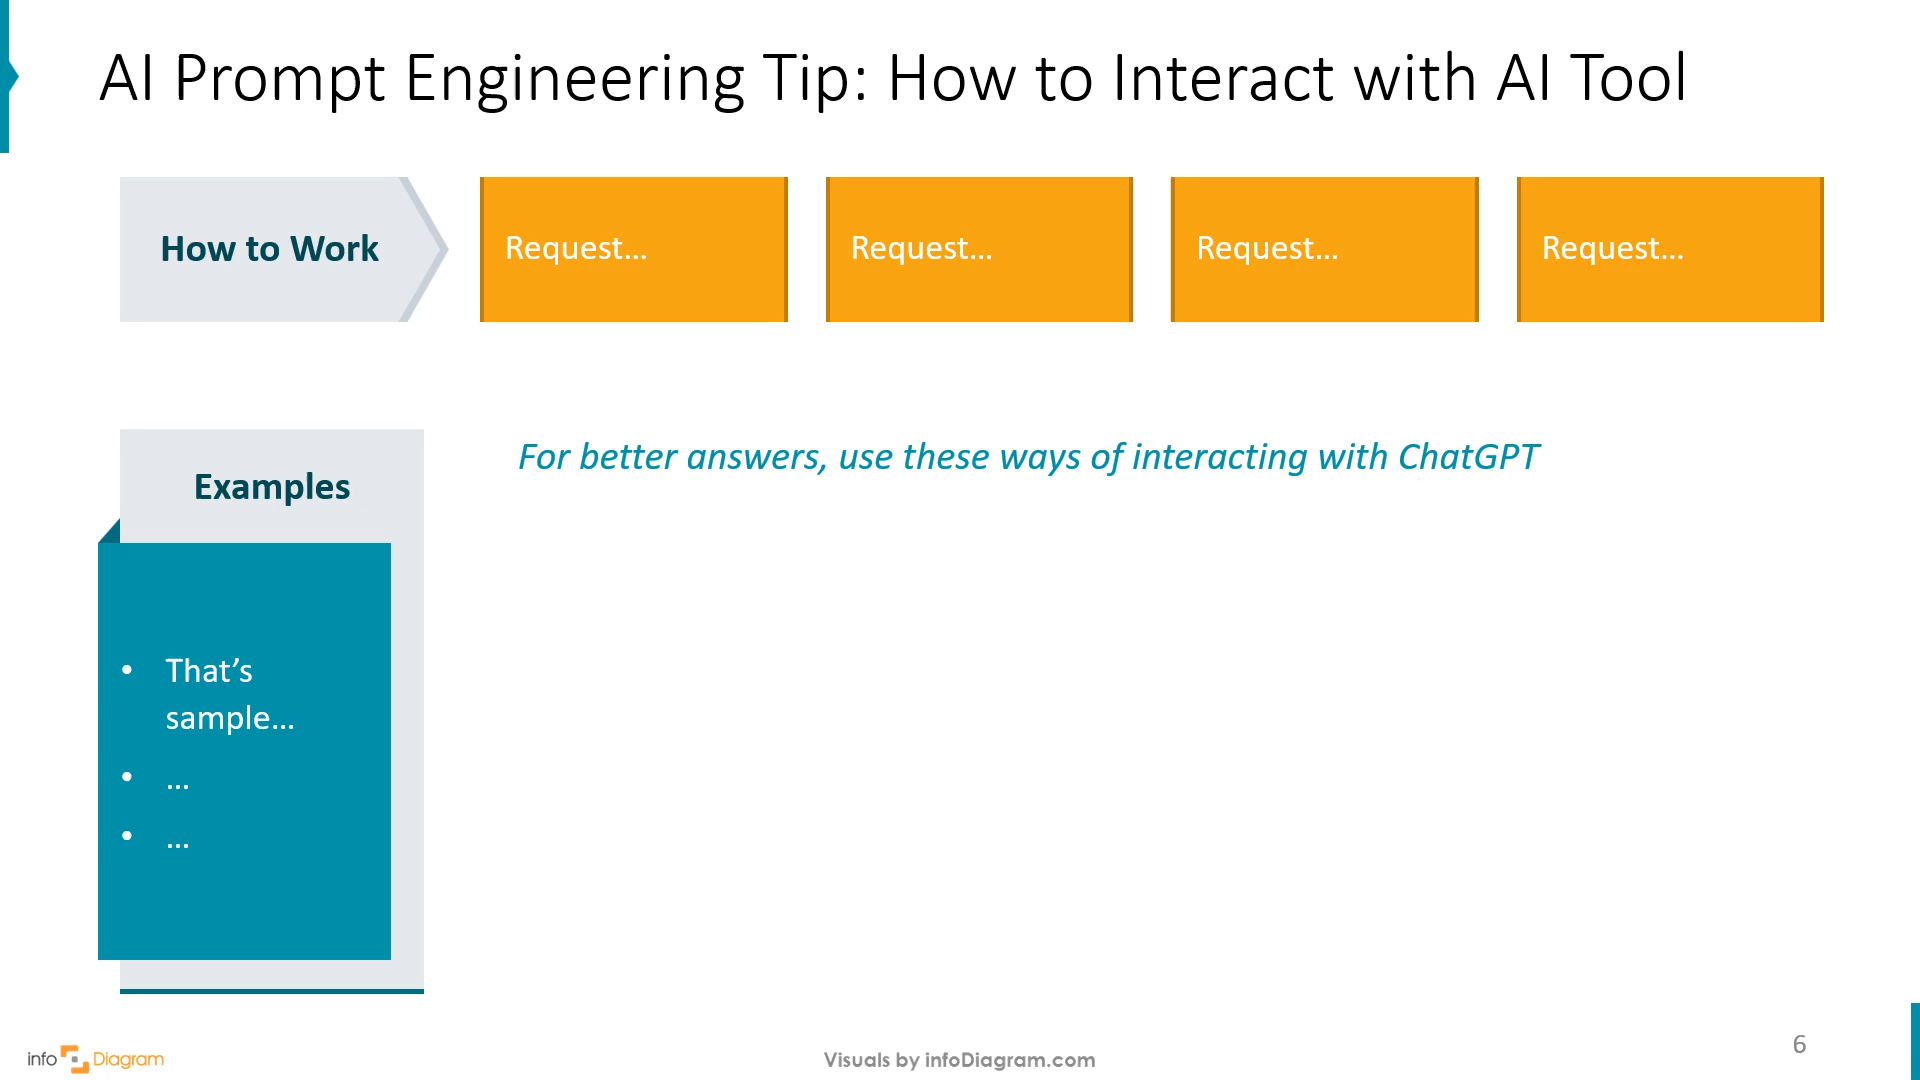 AI Prompt Engineering Tip: How to Interact with AI Tool
How to Work
Request…
Request…
Request…
Request…
Examples
For better answers, use these ways of interacting with ChatGPT
• That’s
sample…
• …
• …
info Diagram
Visuals by infoDiagram.com
6